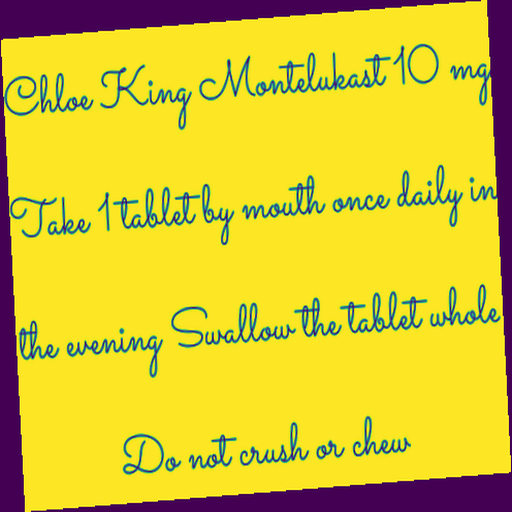 Chloe King Montelukast 10 mg
Take 1 tablet by mouth once daily in
the evening Swallow the tablet whole
Do not crush or chew